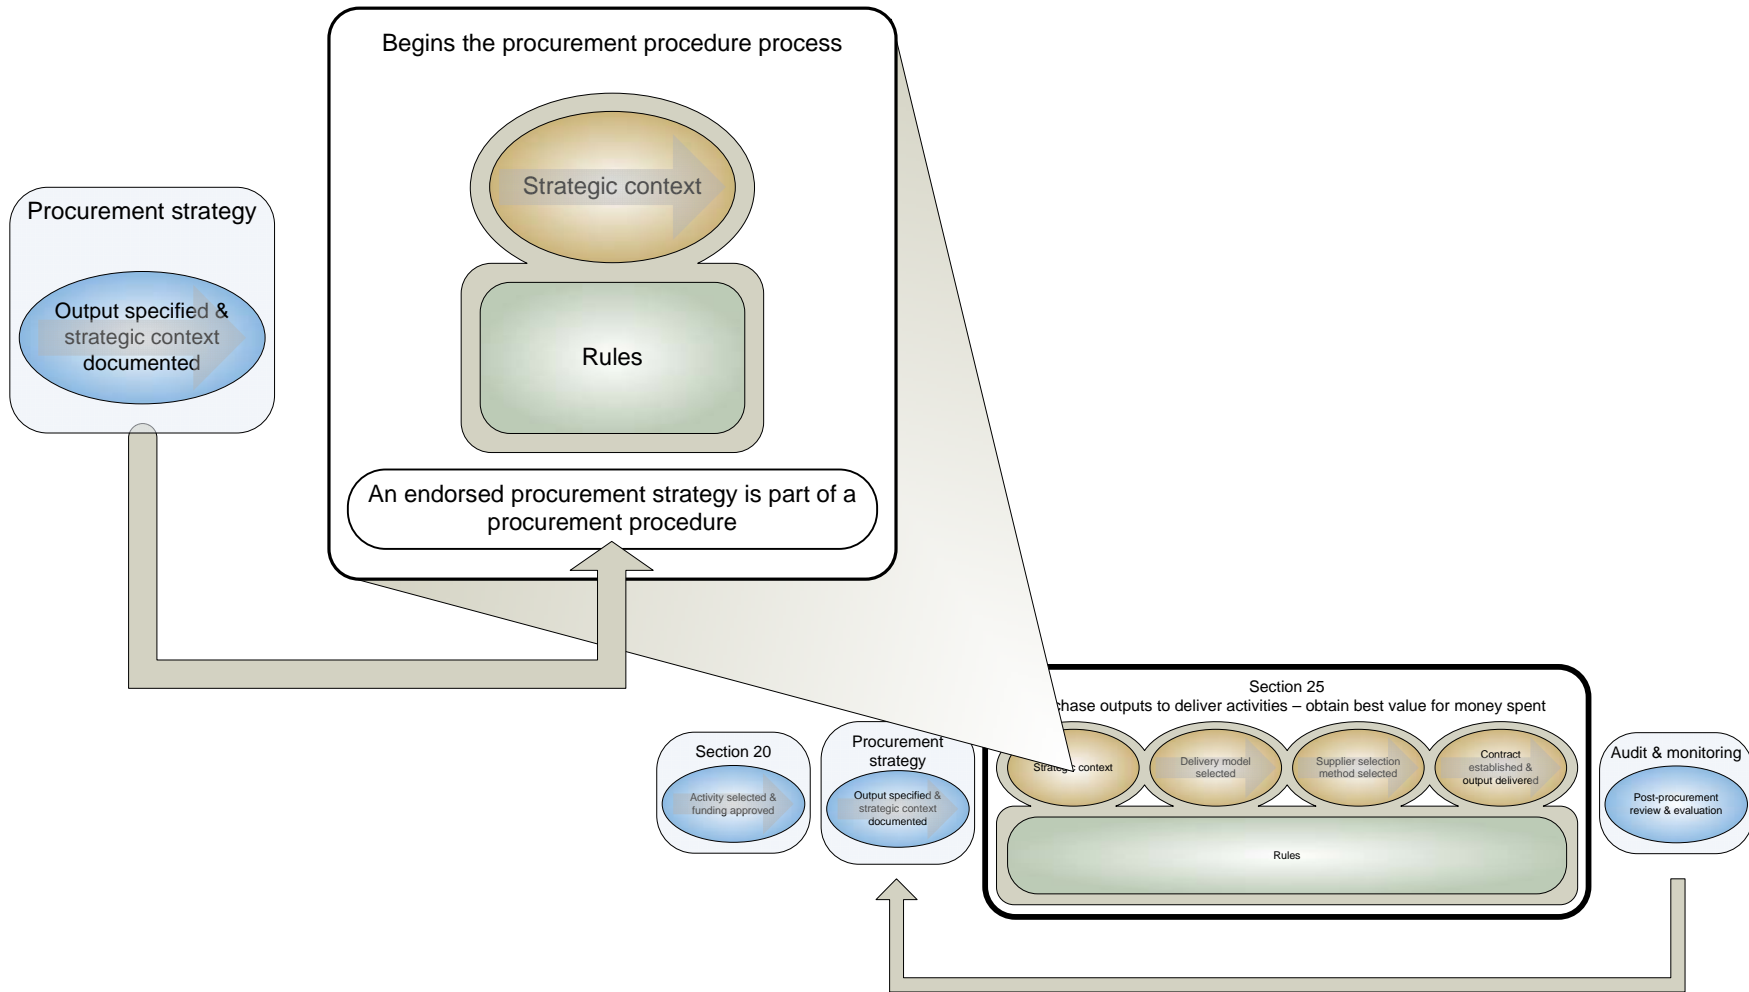 Begins the procurement procedure process
Strategic context
Rules
An endorsed procurement strategy is part of a
procurement procedure
Procurement strategy
Output specified &
strategic context
documented
Section 20
Activity selected &
funding approved
Procurement
strategy
Output specified &
strategic context
documented
Section 25
chase outputs to deliver activities – obtain best value for money spent
Strategic context
Delivery model
selected
Supplier selection
method selected
Contract
established &
output delivered
Rules
Audit & monitoring
Post-procurement
review & evaluation